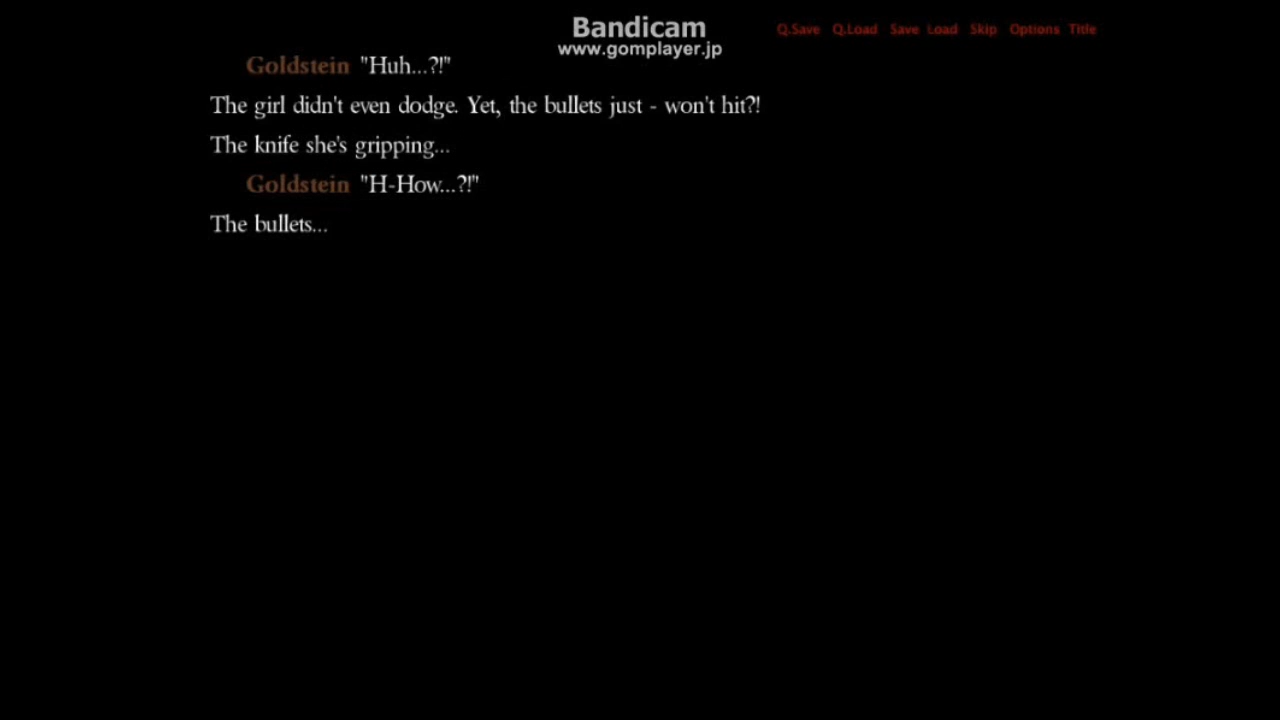 Bandicam
www.gomplayer.jp
Q.Save Q.Load Save Load Skip Options Title
Goldstein "Huh...?!"
The girl didn't even dodge. Yet, the bullets just - won't hit?!
The knife she's gripping...
Goldstein "H-How...?!"
The bullets...